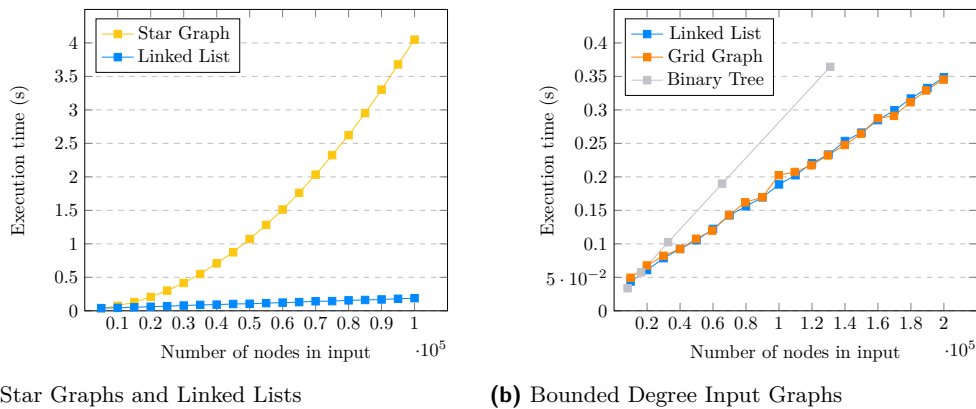 Star Graph
Linked List
4
3.5
3
2.5
2
1.5
1
0.5
0
Execution time (s)
0.1 0.2 0.3 0.4 0.5 0.6 0.7 0.8 0.9 1
Number of nodes in input
·10⁵
Star Graphs and Linked Lists
Linked List
Grid Graph
Binary Tree
0.4
0.35
0.3
0.25
0.2
0.15
0.1
5 · 10⁻²
0
Execution time (s)
0.2 0.4 0.6 0.8 1 1.2 1.4 1.6 1.8 2
Number of nodes in input
·10⁵
(b) Bounded Degree Input Graphs